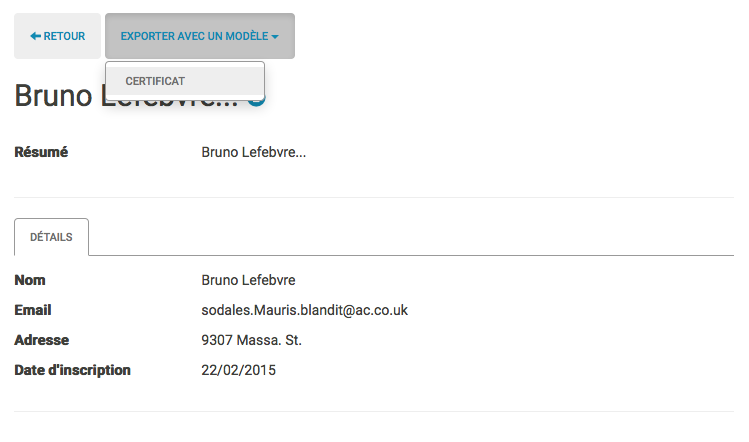 RETOUR EXPORTER AVEC UN MODÈLE
CERTIFICAT
Bruno Lefebvre...
Résumé Bruno Lefebvre...
DÉTAILS
Nom Bruno Lefebvre
Email sodales.Mauris.blandit@ac.co.uk
Adresse 9307 Massa. St.
Date d'inscription 22/02/2015